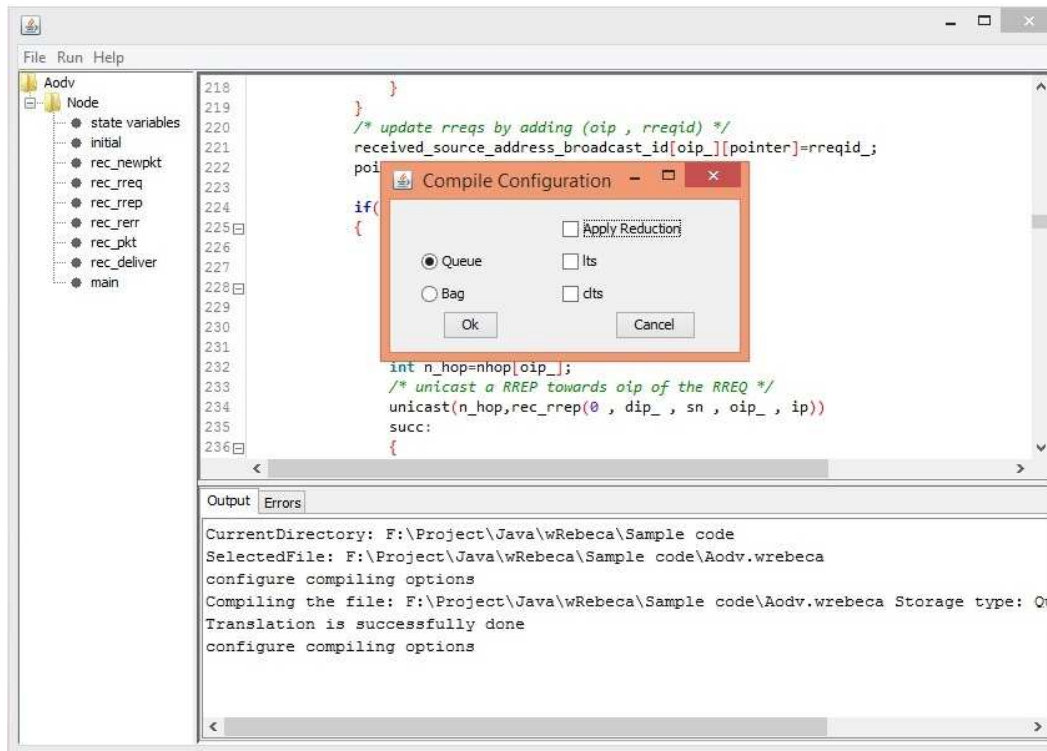 File Run Help
Aodv
Node
state variables
initial
rec_newpkt
rec_rreq
rec_rrep
rec_rerr
rec_pkt
rec_deliver
main
218 }
219 }
220 /* update rreqs by adding (oip , rreqid) */
221 received_source_address_broadcast_id[oip_][pointer]=rreqid_;
222 poi
223
224 if(
225 {
226
227
228
229
230
231
232 int n_hop=nhop[oip_];
233 /* unicast a RREP towards oip of the RREQ */
234 unicast(n_hop,rec_rrep(0 , dip_ , sn , oip_ , ip))
235 succ:
236 {
Compile Configuration
Apply Reduction
Queue lts
Bag clts
Ok Cancel
Output Errors
CurrentDirectory: F:\Project\Java\wRebeca\Sample code
SelectedFile: F:\Project\Java\wRebeca\Sample code\Aodv.wrebeca
configure compiling options
Compiling the file: F:\Project\Java\wRebeca\Sample code\Aodv.wrebeca Storage type:
Translation is successfully done
configure compiling options